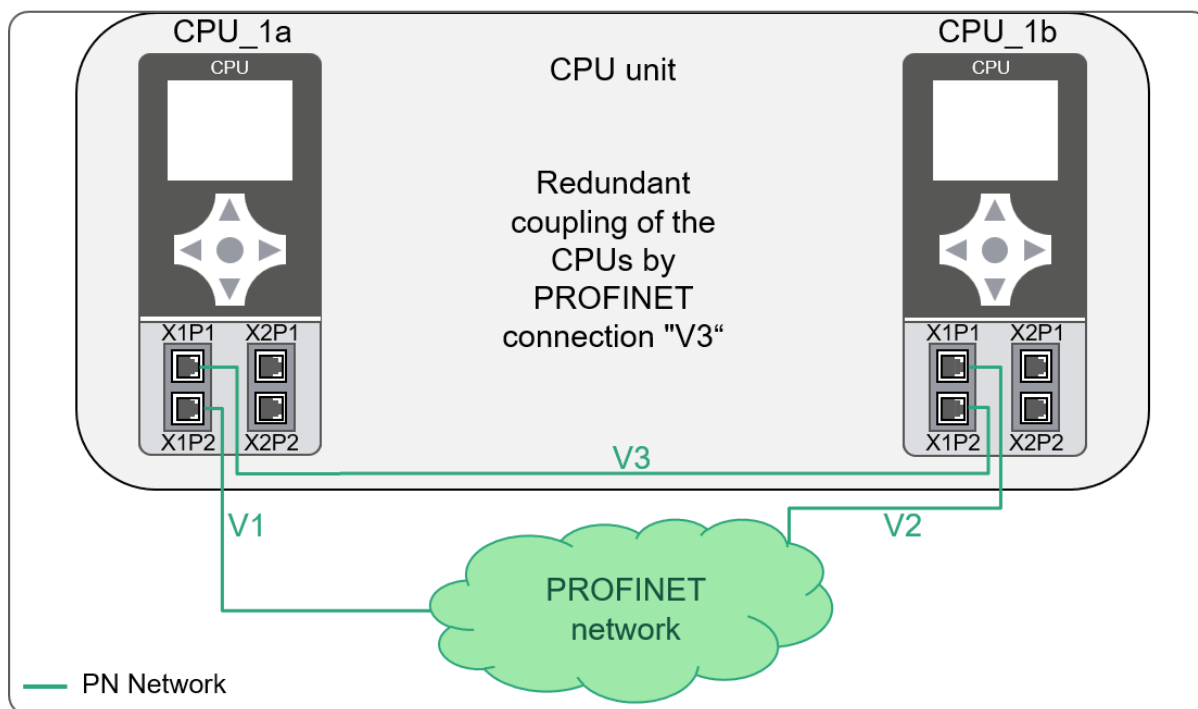 CPU_1a
CPU_1b
CPU
CPU unit
CPU
Redundant
coupling of the
CPUs by
PROFINET
connection "V3“
X1P1 X2P1
X1P1 X2P1
X1P2 X2P2
X1P2 X2P2
V3
V1
V2
PROFINET
network
PN Network